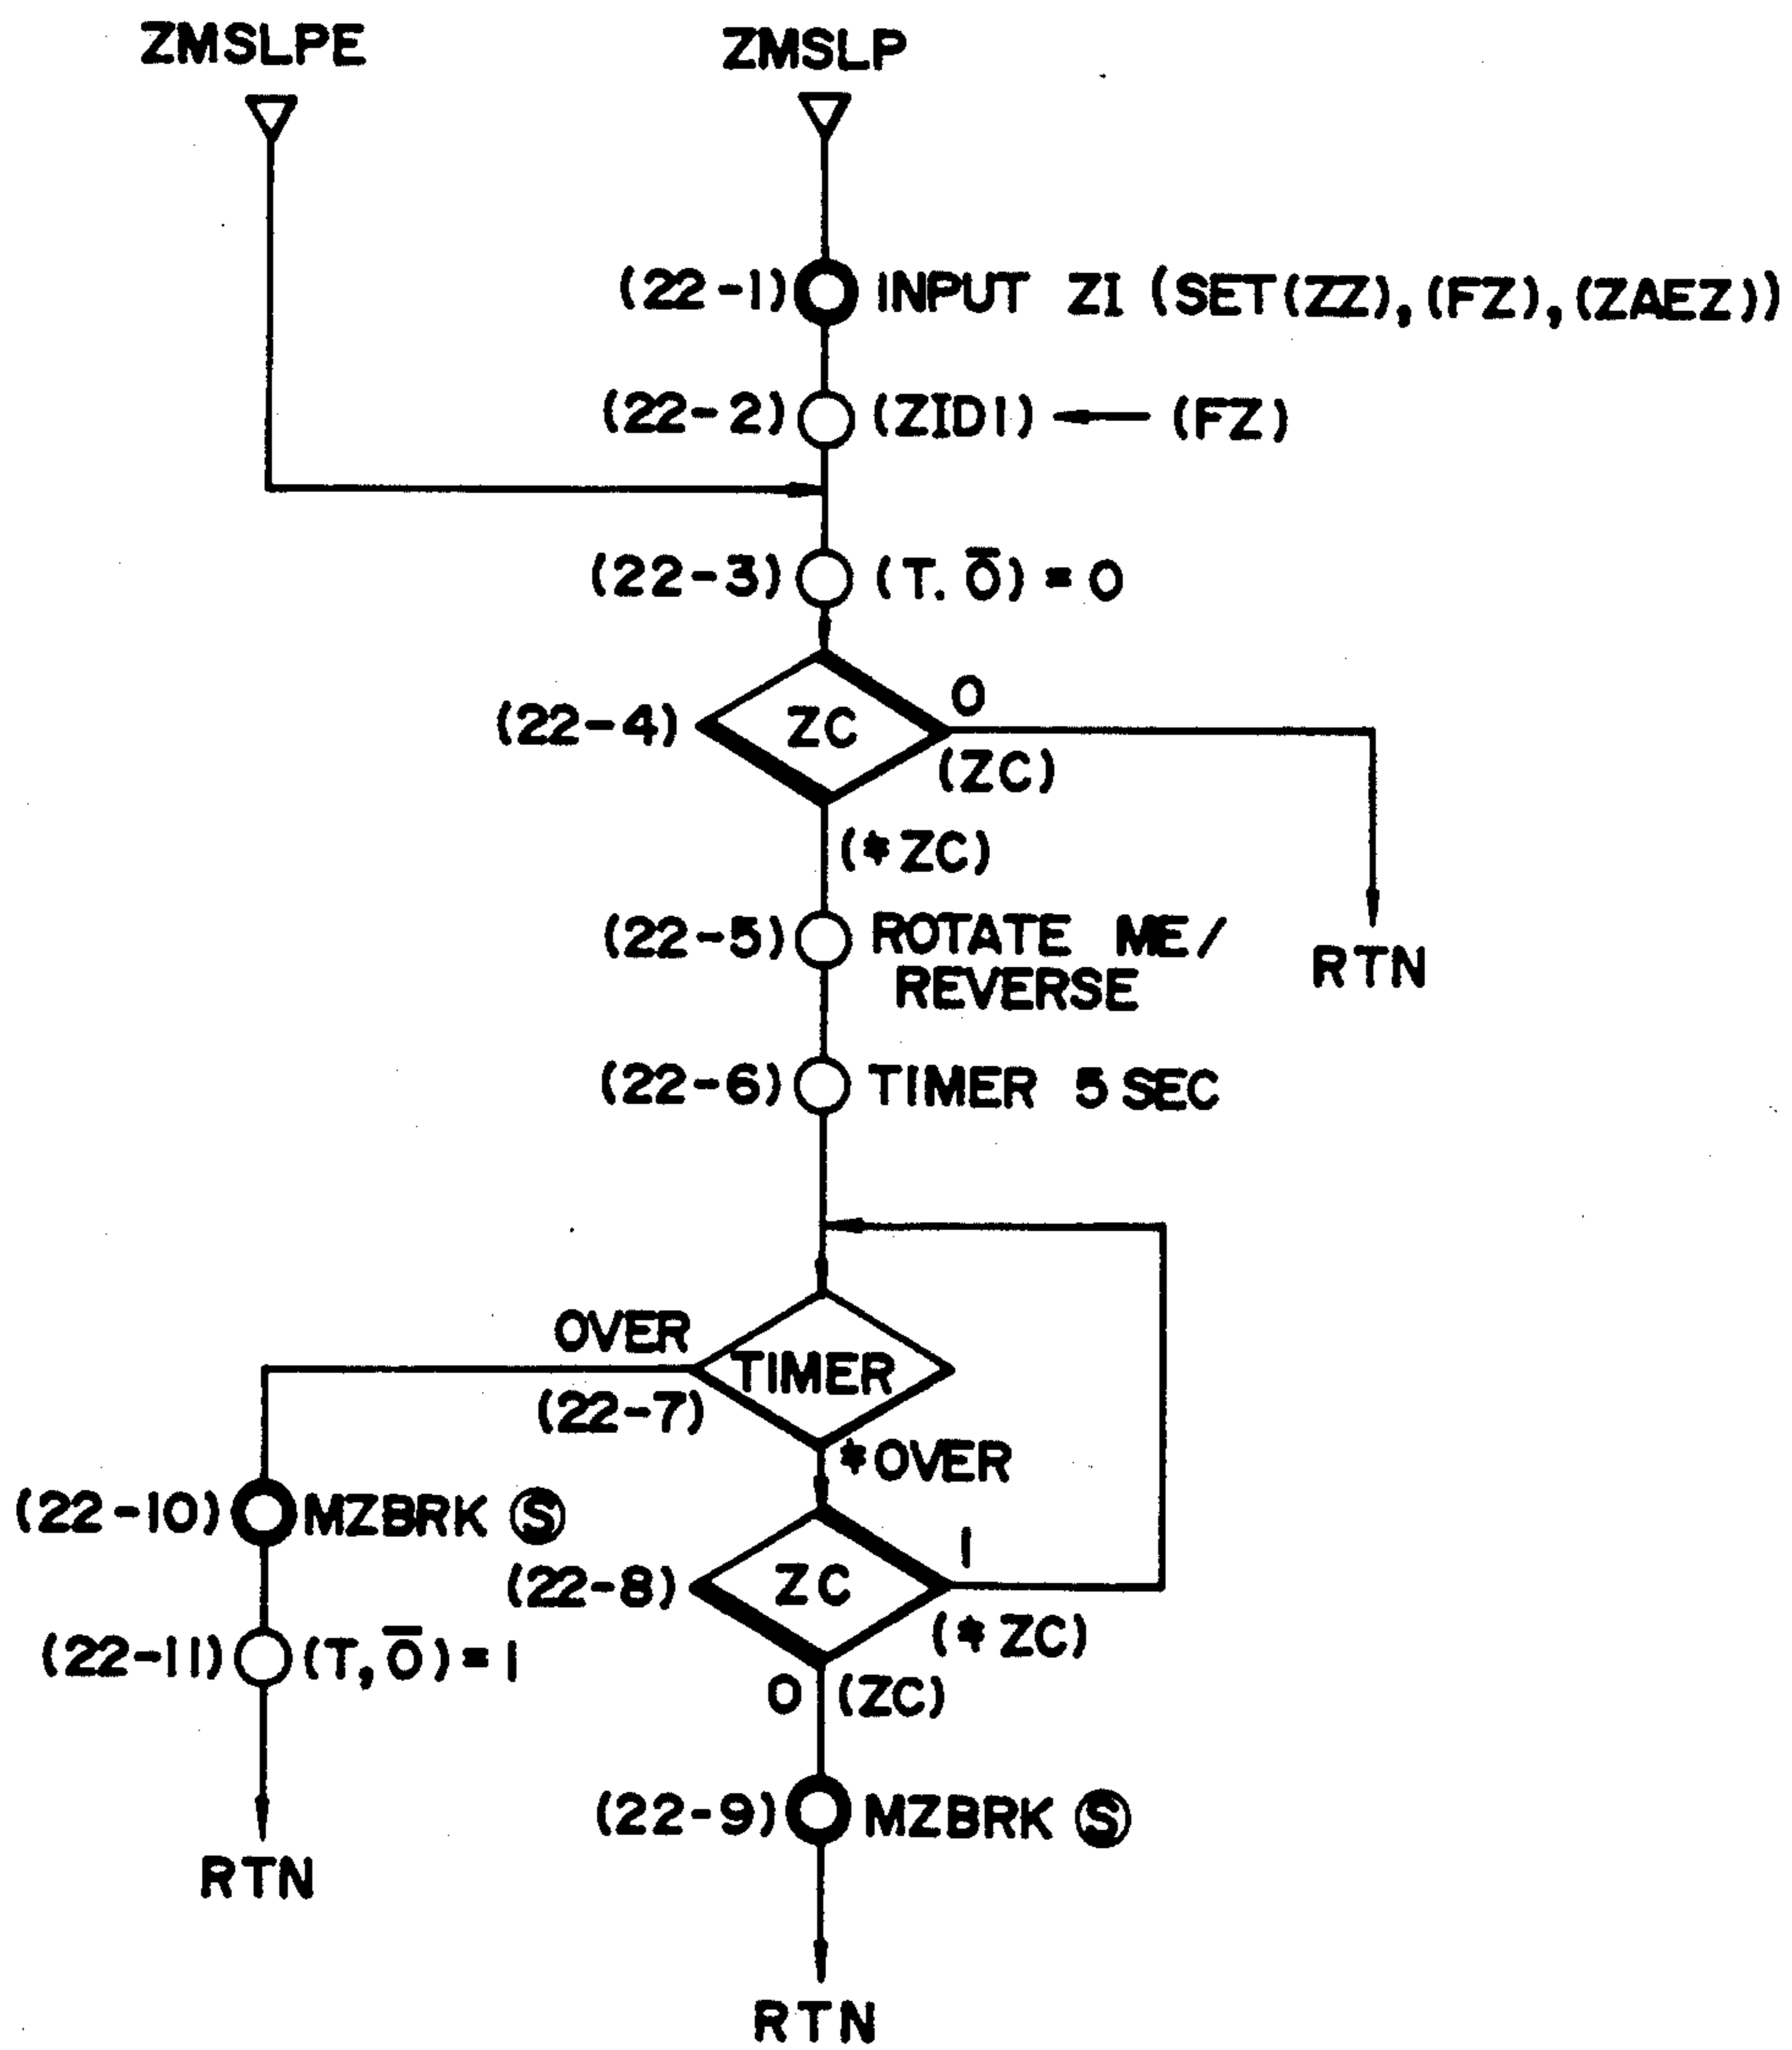 ZMSLPE
ZMSLP
(22-1) INPUT ZI (SET(ZZ),(FZ),(ZAEZ))
(22-2) (ZIDI) ← (FZ)
(22-3) (T. Ō) = 0
(22-4) ZC 0
(ZC)
(*ZC)
(22-5) ROTATE ME/
REVERSE
RTN
(22-6) TIMER 5 SEC
OVER
TIMER
(22-7)
*OVER
(22-10) MZBRK Ⓢ
(22-8) ZC 1
(*ZC)
(22-11) (T, Ō) = 1
0 (ZC)
(22-9) MZBRK Ⓢ
RTN
RTN